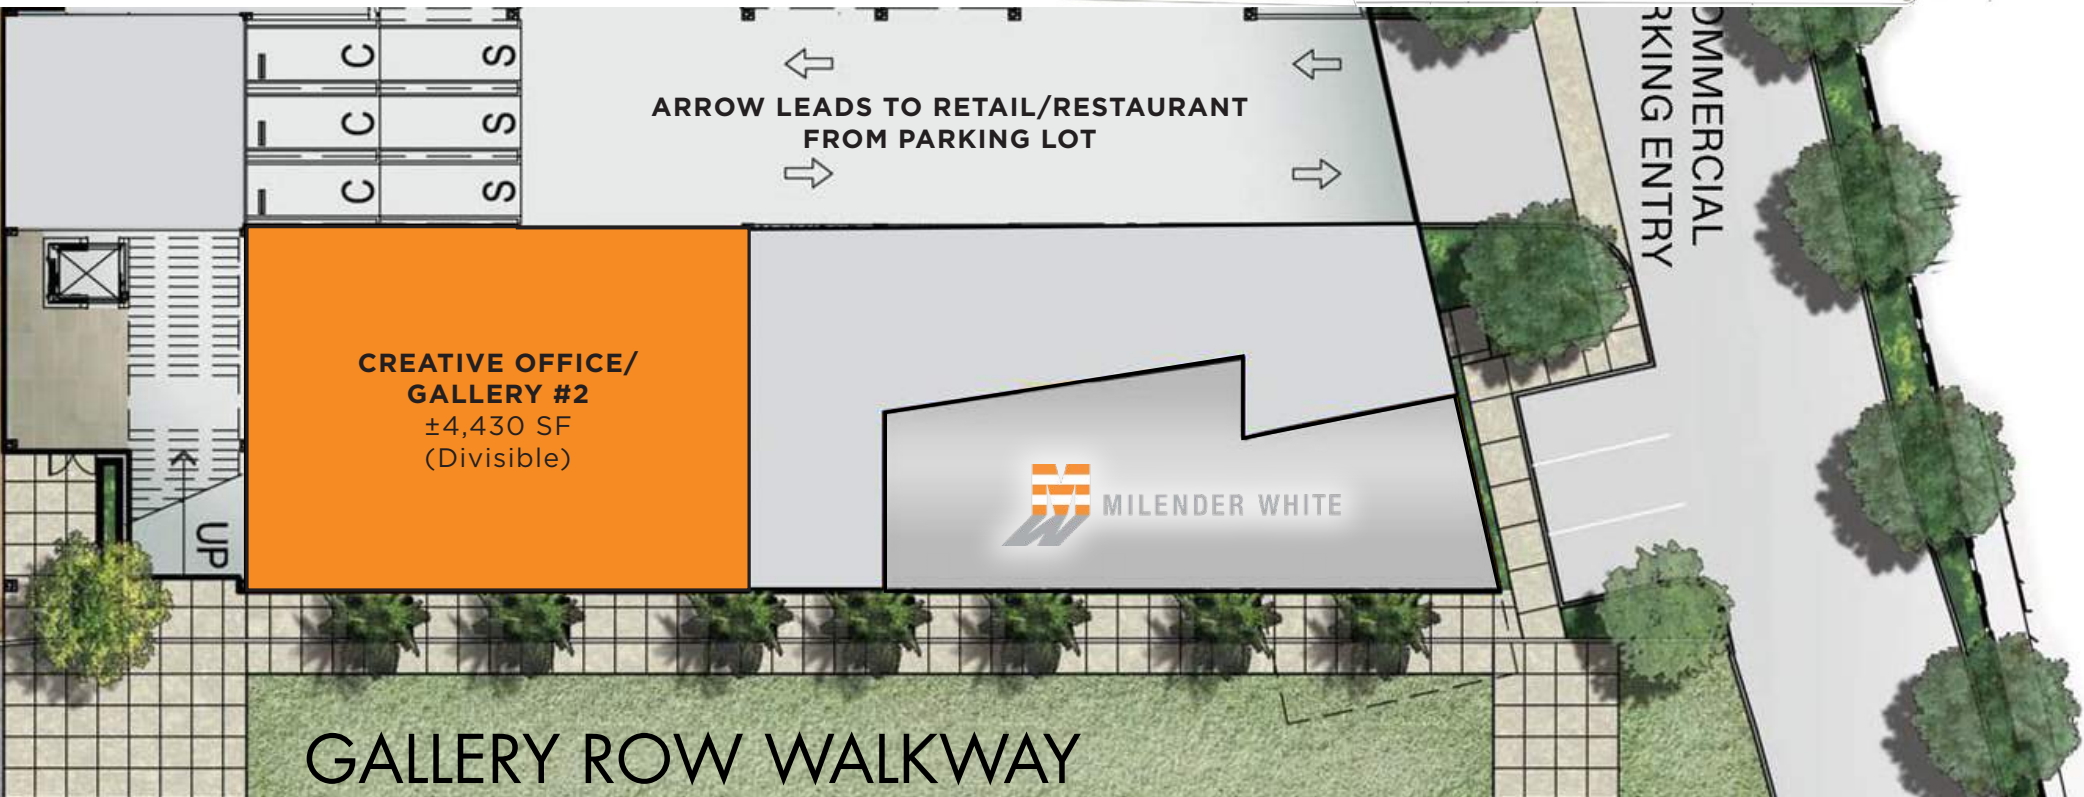 C S
C S
C S
ARROW LEADS TO RETAIL/RESTAURANT
FROM PARKING LOT
OMMERCIAL
RKING ENTRY
CREATIVE OFFICE/
GALLERY #2
±4,430 SF
(Divisible)
UP
MILENDER WHITE
GALLERY ROW WALKWAY